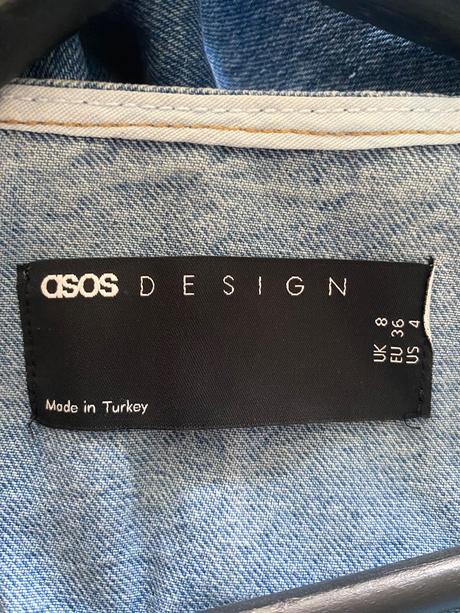 asos DESIGN
UK 8
EU 36
US 4
Made in Turkey